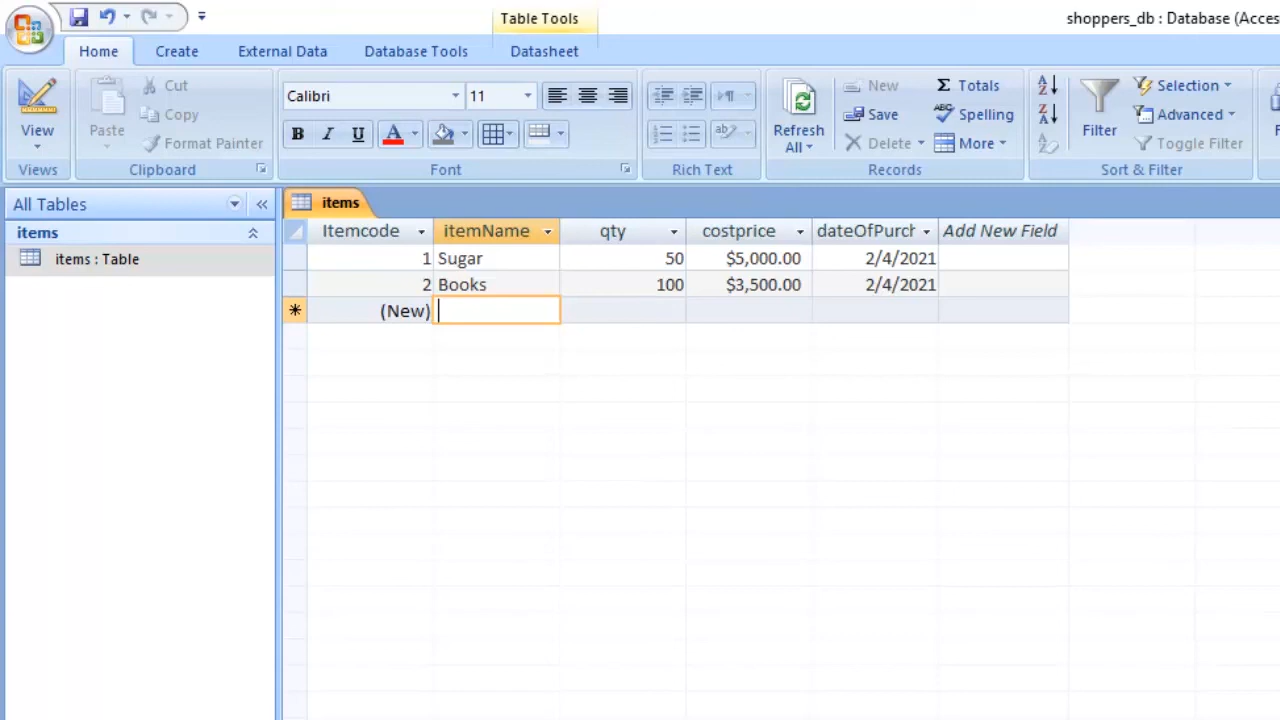 Table Tools
shoppers_db : Database (Acces
Home Create External Data Database Tools Datasheet
View
Views
Paste
Cut
Copy
Format Painter
Clipboard
Calibri 11
B I U A
Font
Rich Text
Refresh All
New
Save
Delete
Totals
Spelling
More
Records
Filter
Selection
Advanced
Toggle Filter
Sort & Filter
All Tables
items
items : Table
items
Itemcode itemName qty costprice dateOfPurch Add New Field
1 Sugar 50 $5,000.00 2/4/2021
2 Books 100 $3,500.00 2/4/2021
(New)